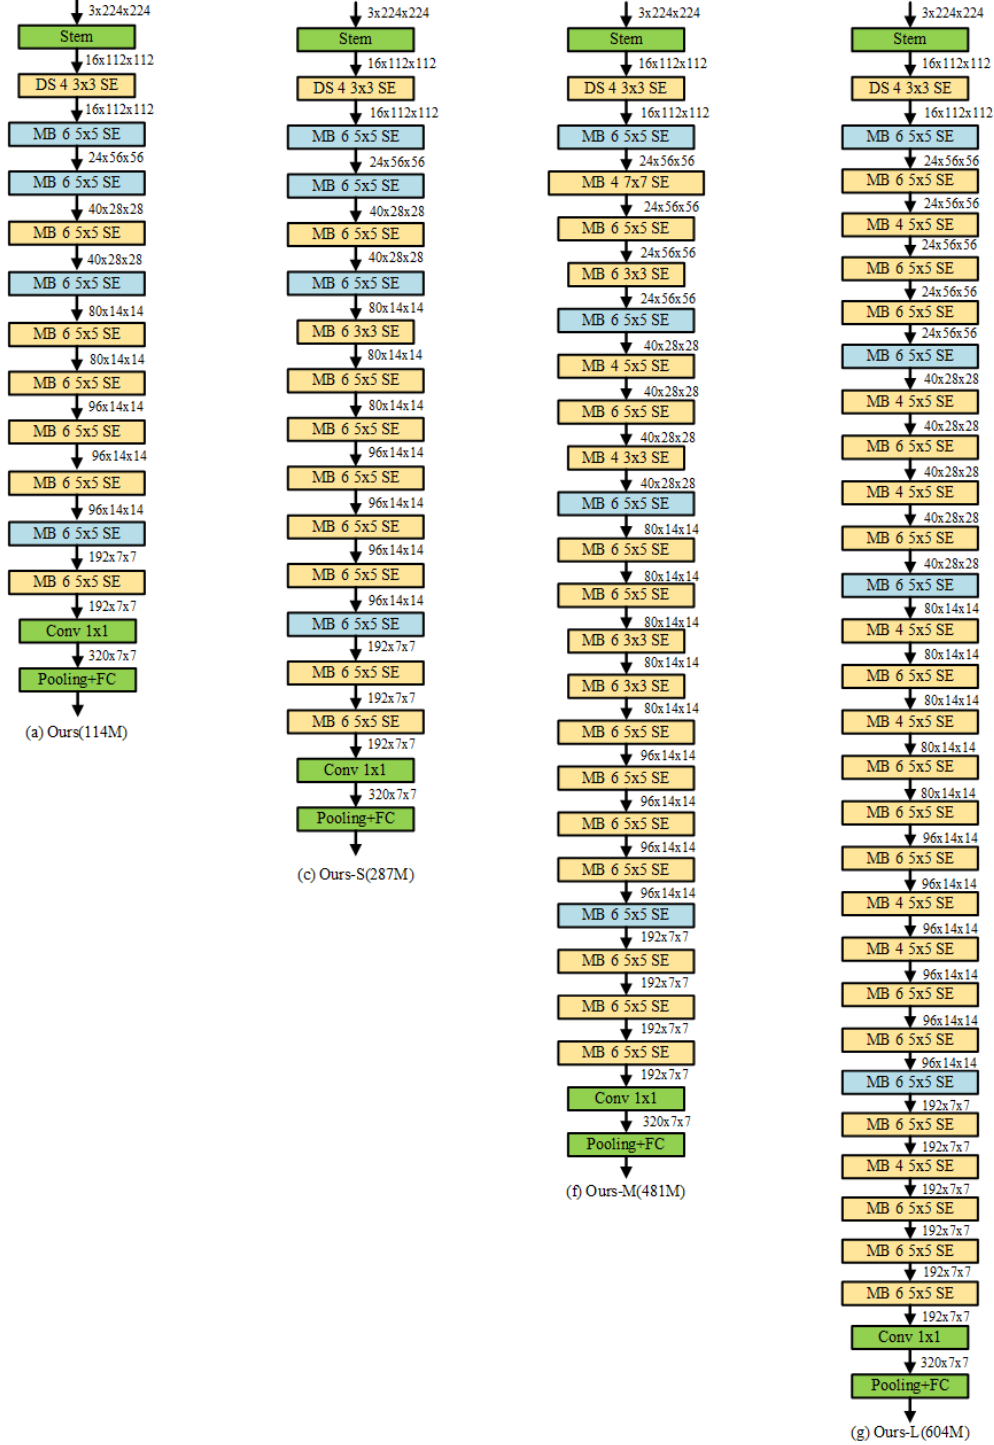 3x224x224
Stem
16x112x112
DS 4 3x3 SE
16x112x112
MB 6 5x5 SE
24x56x56
MB 6 5x5 SE
40x28x28
MB 6 5x5 SE
40x28x28
MB 6 5x5 SE
80x14x14
MB 6 5x5 SE
80x14x14
MB 6 5x5 SE
96x14x14
MB 6 5x5 SE
96x14x14
MB 6 5x5 SE
96x14x14
MB 6 5x5 SE
192x7x7
MB 6 5x5 SE
192x7x7
Conv 1x1
320x7x7
Pooling+FC
(a) Ours(114M)
3x224x224
Stem
16x112x112
DS 4 3x3 SE
16x112x112
MB 6 5x5 SE
24x56x56
MB 6 5x5 SE
40x28x28
MB 6 5x5 SE
40x28x28
MB 6 5x5 SE
80x14x14
MB 6 3x3 SE
80x14x14
MB 6 5x5 SE
80x14x14
MB 6 5x5 SE
96x14x14
MB 6 5x5 SE
96x14x14
MB 6 5x5 SE
96x14x14
MB 6 5x5 SE
96x14x14
MB 6 5x5 SE
192x7x7
MB 6 5x5 SE
192x7x7
MB 6 5x5 SE
192x7x7
Conv 1x1
320x7x7
Pooling+FC
(c) Ours-S(287M)
3x224x224
Stem
16x112x112
DS 4 3x3 SE
16x112x112
MB 6 5x5 SE
24x56x56
MB 4 7x7 SE
24x56x56
MB 6 5x5 SE
24x56x56
MB 6 3x3 SE
24x56x56
MB 6 5x5 SE
40x28x28
MB 4 5x5 SE
40x28x28
MB 6 5x5 SE
40x28x28
MB 4 3x3 SE
40x28x28
MB 6 5x5 SE
80x14x14
MB 6 5x5 SE
80x14x14
MB 6 5x5 SE
80x14x14
MB 6 3x3 SE
80x14x14
MB 6 3x3 SE
80x14x14
MB 6 5x5 SE
96x14x14
MB 6 5x5 SE
96x14x14
MB 6 5x5 SE
96x14x14
MB 6 5x5 SE
96x14x14
MB 6 5x5 SE
192x7x7
MB 6 5x5 SE
192x7x7
MB 6 5x5 SE
192x7x7
MB 6 5x5 SE
192x7x7
Conv 1x1
320x7x7
Pooling+FC
(f) Ours-M(481M)
3x224x224
Stem
16x112x112
DS 4 3x3 SE
16x112x112
MB 6 5x5 SE
24x56x56
MB 6 5x5 SE
24x56x56
MB 4 5x5 SE
24x56x56
MB 6 5x5 SE
24x56x56
MB 6 5x5 SE
24x56x56
MB 6 5x5 SE
40x28x28
MB 4 5x5 SE
40x28x28
MB 6 5x5 SE
40x28x28
MB 4 5x5 SE
40x28x28
MB 6 5x5 SE
40x28x28
MB 6 5x5 SE
80x14x14
MB 4 5x5 SE
80x14x14
MB 6 5x5 SE
80x14x14
MB 4 5x5 SE
80x14x14
MB 6 5x5 SE
80x14x14
MB 6 5x5 SE
96x14x14
MB 6 5x5 SE
96x14x14
MB 4 5x5 SE
96x14x14
MB 4 5x5 SE
96x14x14
MB 6 5x5 SE
96x14x14
MB 6 5x5 SE
96x14x14
MB 6 5x5 SE
192x7x7
MB 6 5x5 SE
192x7x7
MB 4 5x5 SE
192x7x7
MB 6 5x5 SE
192x7x7
MB 6 5x5 SE
192x7x7
MB 6 5x5 SE
192x7x7
Conv 1x1
320x7x7
Pooling+FC
(g) Ours-L(604M)